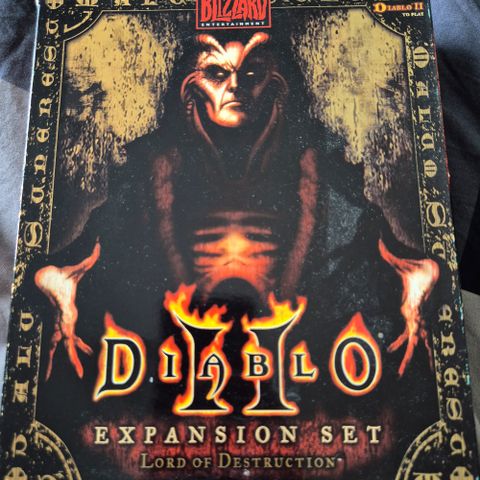 BLIZZARD
ENTERTAINMENT
DIABLO II
TO PLAY
DIABLO
II
EXPANSION SET
LORD OF DESTRUCTION